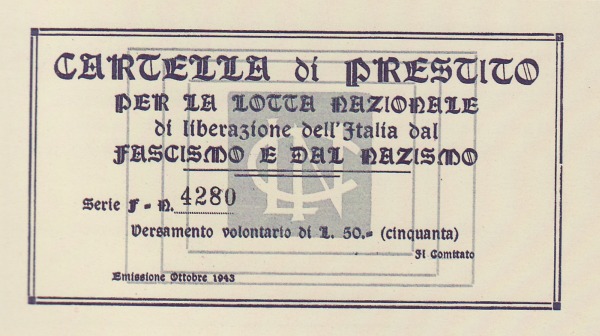 CARTELLA di PRESTITO
PER LA LOTTA NAZIONALE
di liberazione dell'Italia dal
FASCISMO E DAL NAZISMO
CLN
Serie F - N. 4280
Versamento volontario di L. 50.- (cinquanta)
Il Comitato
Emissione Ottobre 1943